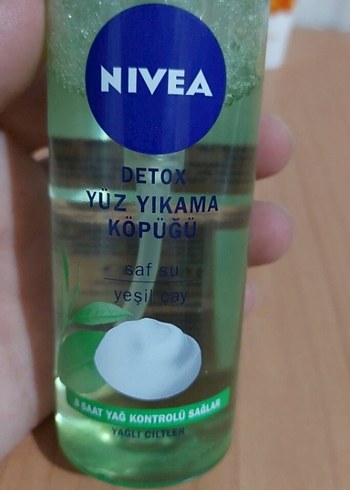 NIVEA
DETOX
YÜZ YIKAMA
KÖPÜĞÜ
saf su
yeşil çay
8 SAAT YAĞ KONTROLÜ SAĞLAR
YAĞLI CİLTLER